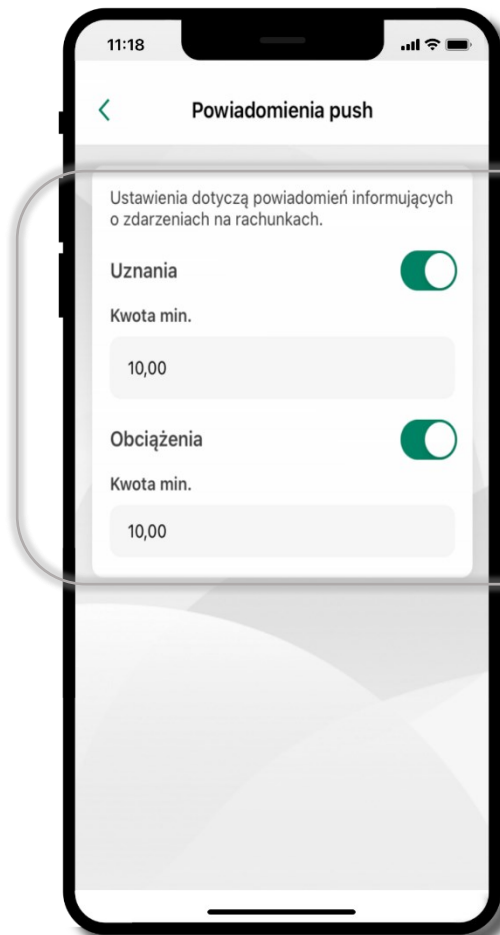 11:18
Powiadomienia push
Ustawienia dotyczą powiadomień informujących
o zdarzeniach na rachunkach.
Uznania
Kwota min.
10,00
Obciążenia
Kwota min.
10,00